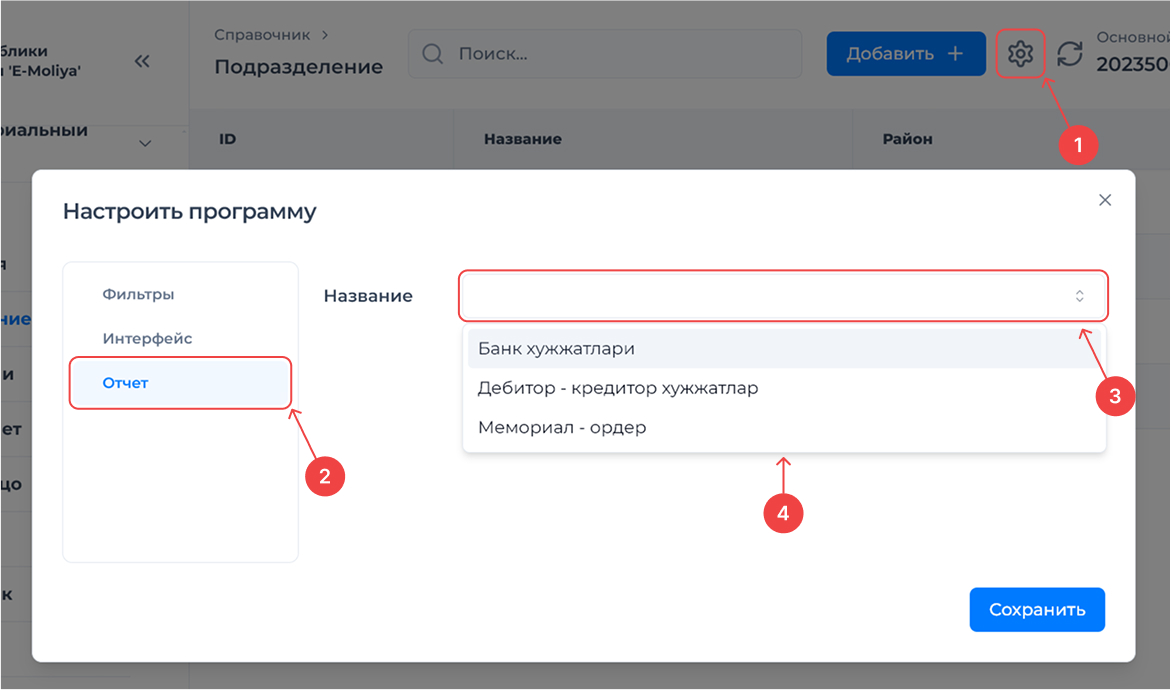 Справочник
Основной
блики
и 'E-Moliya'
Подразделение
Поиск...
Добавить
202350
риальный
ID
Название
Район
1
Настроить программу
я
ние
и
ет
цо
к
Фильтры
Интерфейс
Отчет
Название
Банк хужжатлари
Дебитор - кредитор хужжатлар
Мемориал - ордер
3
2
4
Сохранить